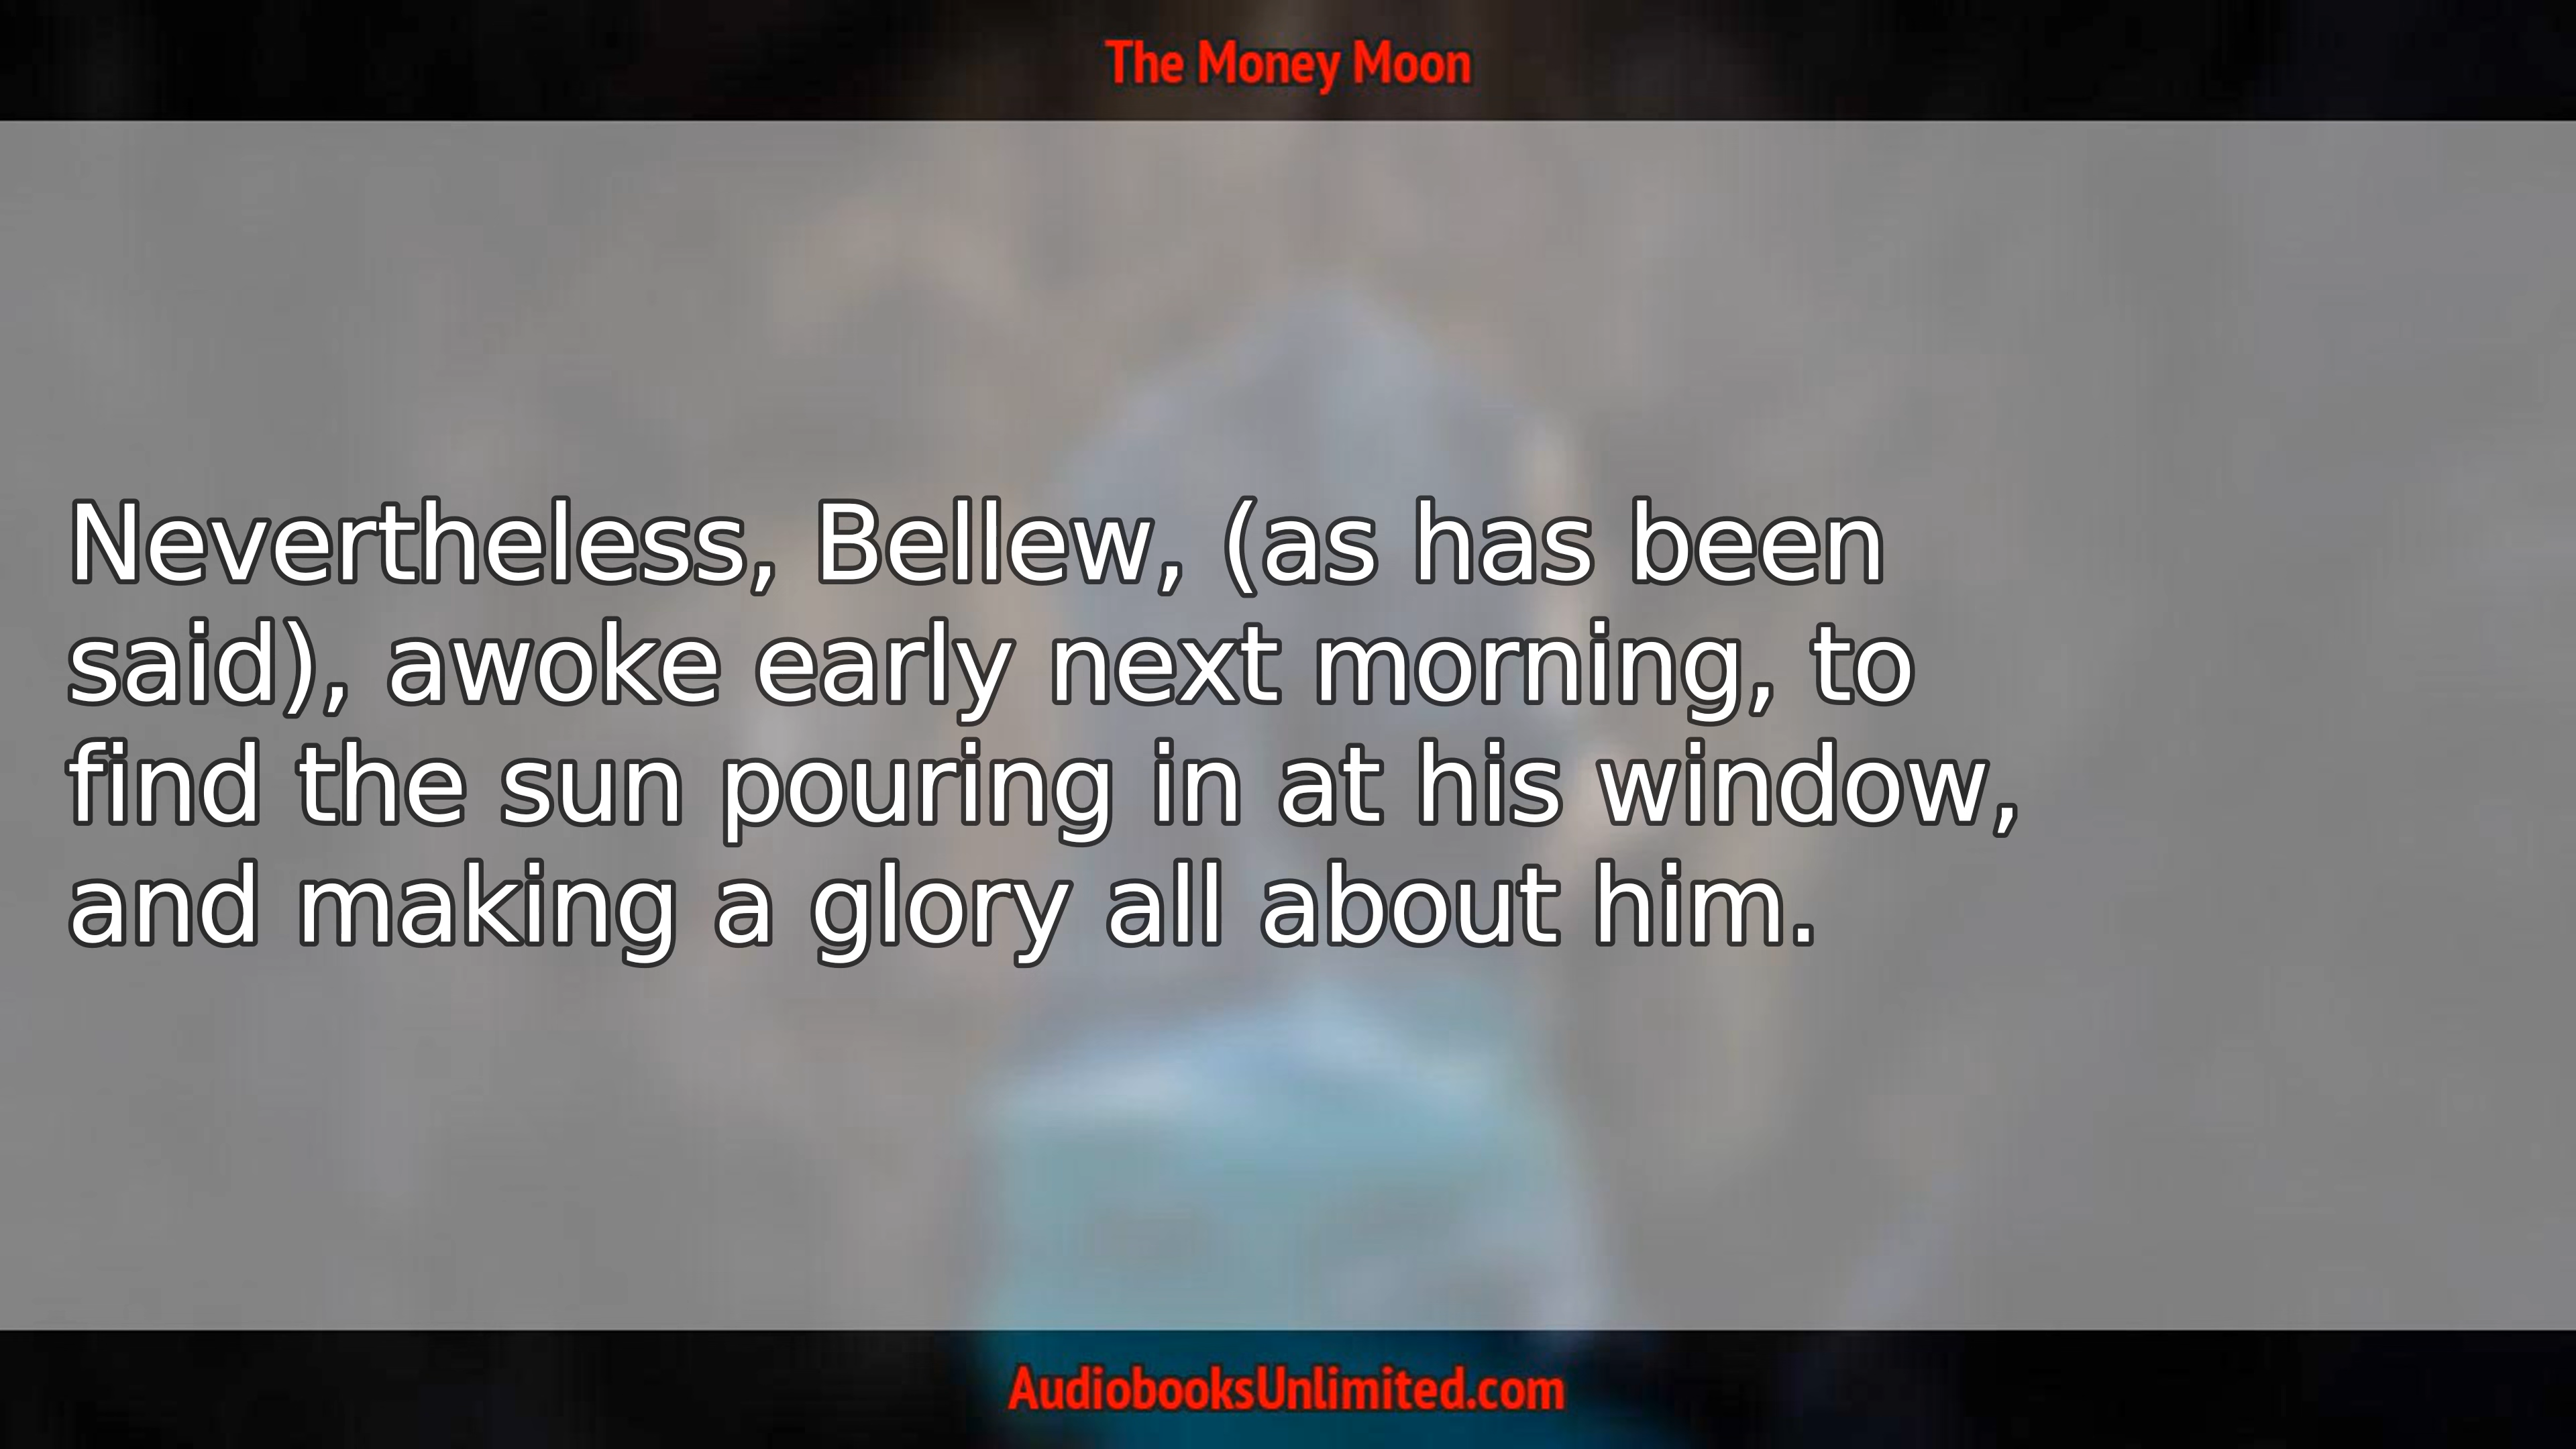 The Money Moon
Nevertheless, Bellew, (as has been
said), awoke early next morning, to
find the sun pouring in at his window,
and making a glory all about him.
AudiobooksUnlimited.com